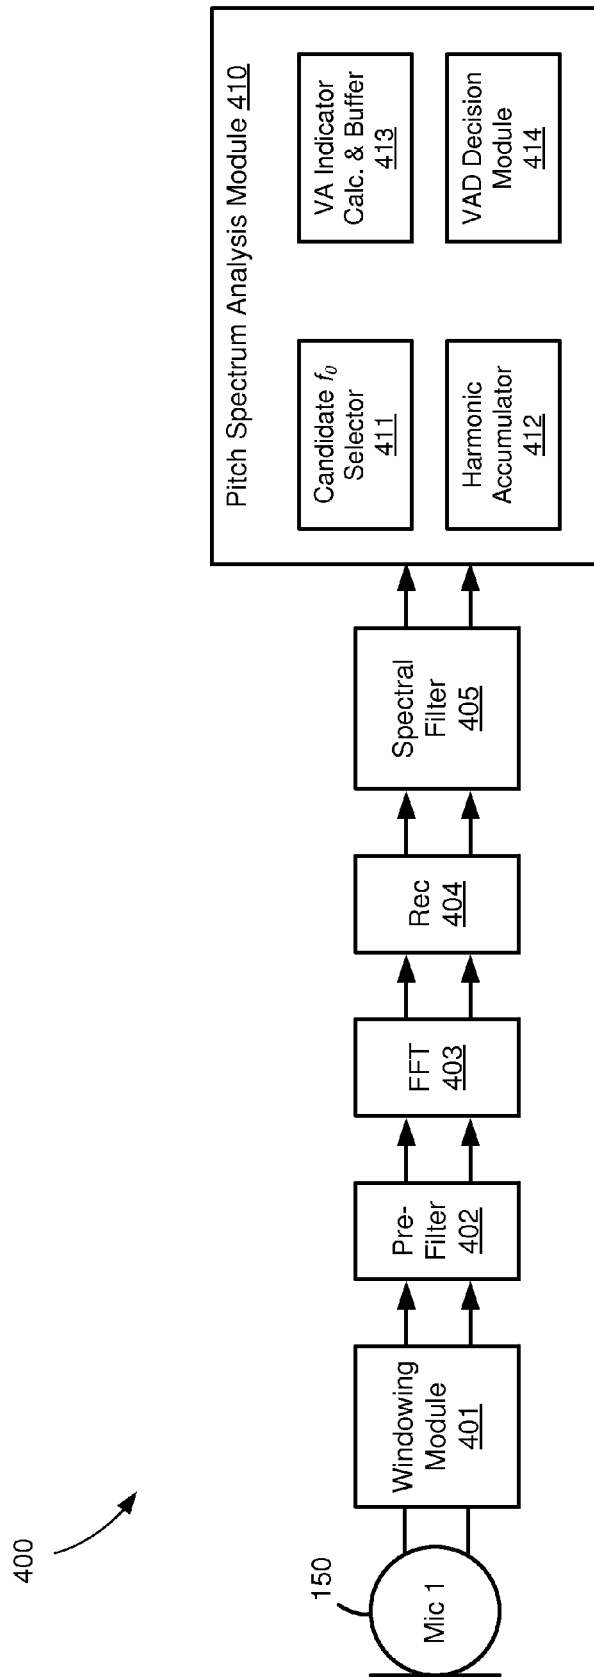 400
150
Mic 1
Windowing
Module
401
Pre-
Filter
402
FFT
403
Rec
404
Spectral
Filter
405
Pitch Spectrum Analysis Module 410
Candidate f0
Selector
411
VA Indicator
Calc. & Buffer
413
Harmonic
Accumulator
412
VAD Decision
Module
414